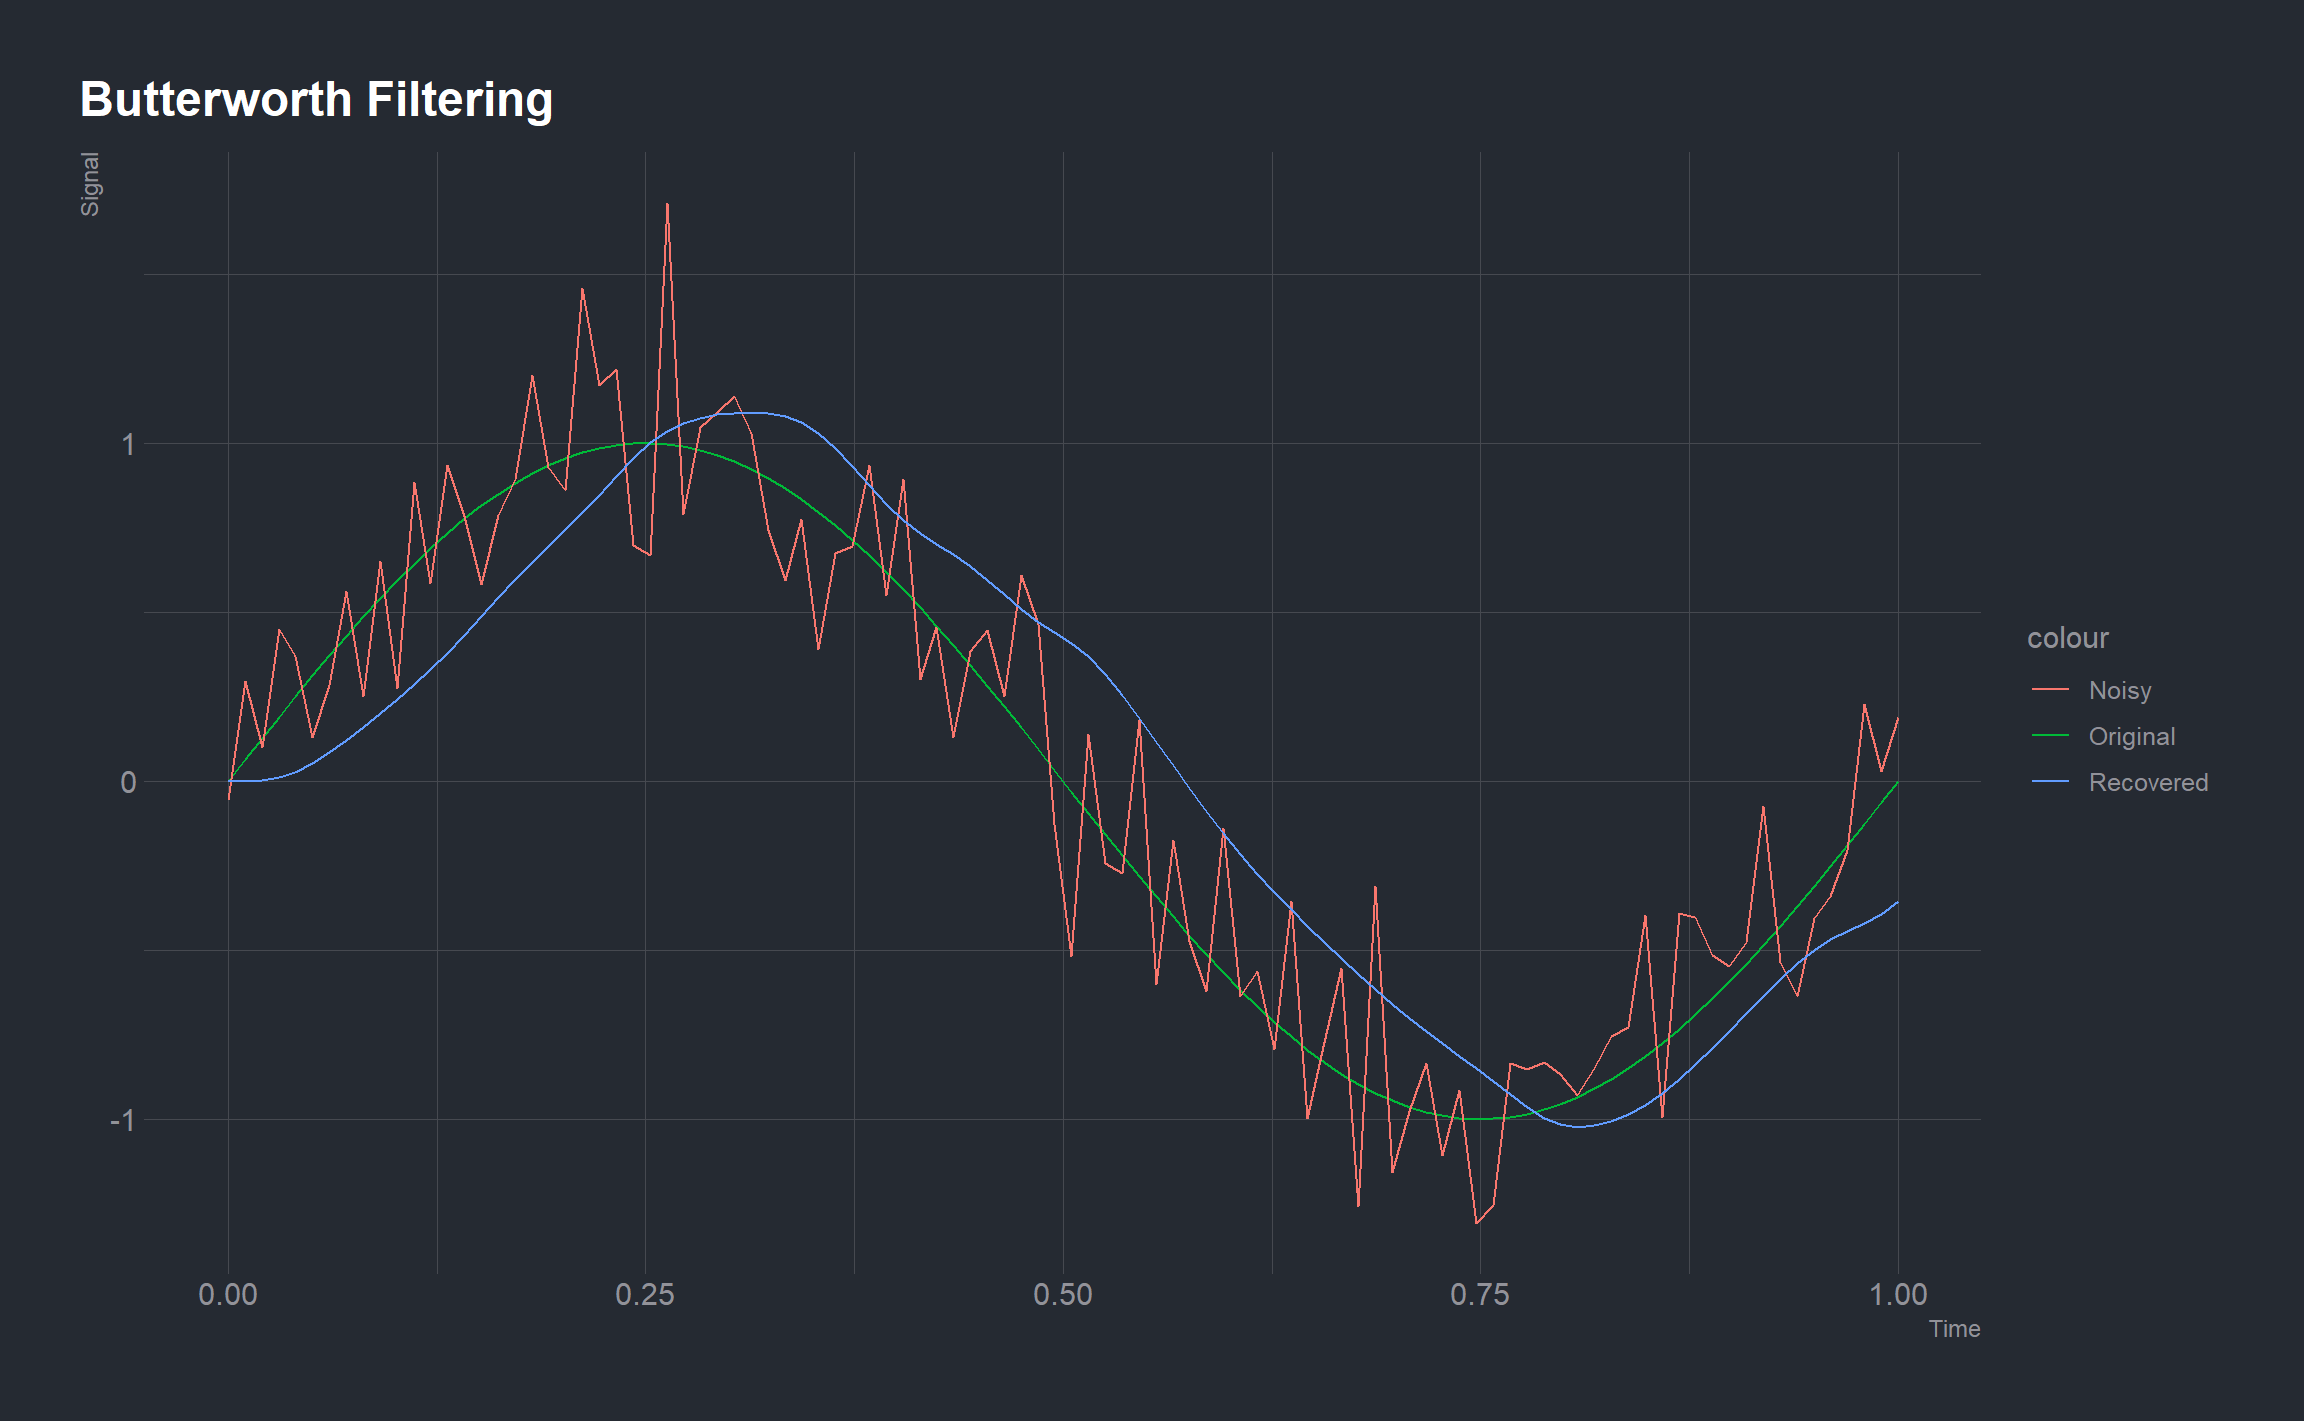 Butterworth Filtering
Signal
1
0
-1
0.00
0.25
0.50
0.75
1.00
Time
colour
Noisy
Original
Recovered